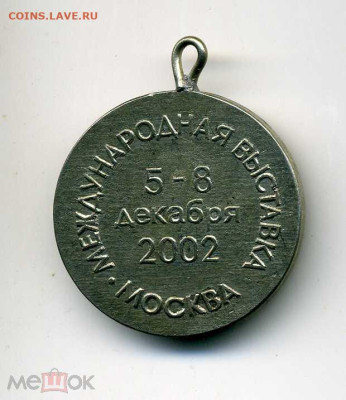 COINS.LAVE.RU
• МЕЖДУНАРОДНАЯ ВЫСТАВКА
5-8
декабря
2002
МОСКВА
мешок